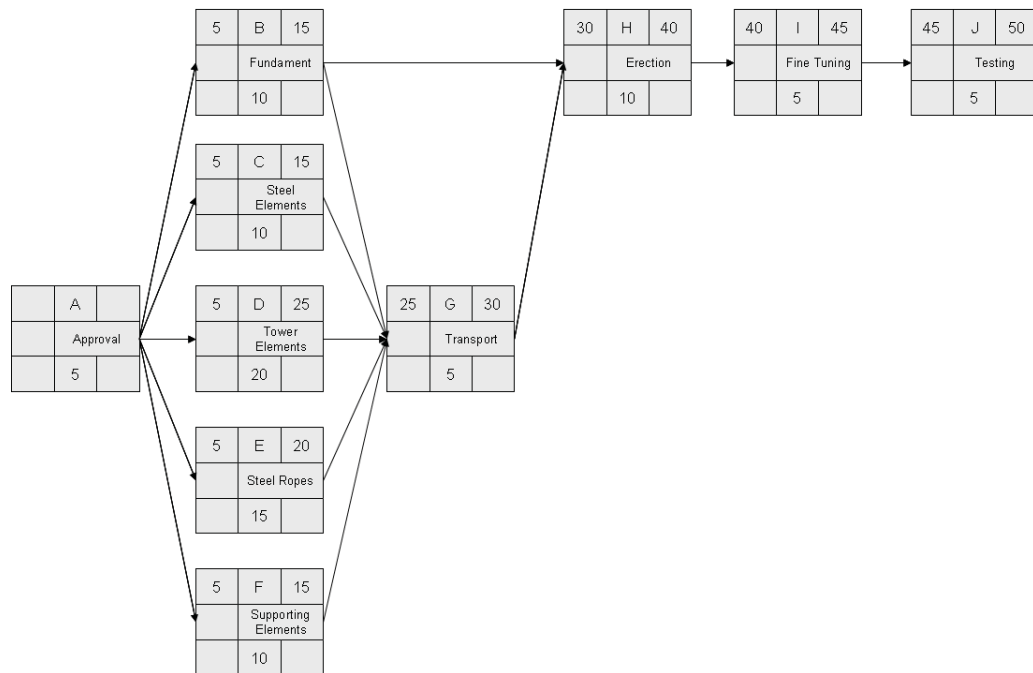 5 B 15
Fundament
10
30 H 40
Erection
10
40 I 45
Fine Tuning
5
45 J 50
Testing
5
5 C 15
Steel
Elements
10
A
Approval
5
5 D 25
Tower
Elements
20
25 G 30
Transport
5
5 E 20
Steel Ropes
15
5 F 15
Supporting
Elements
10